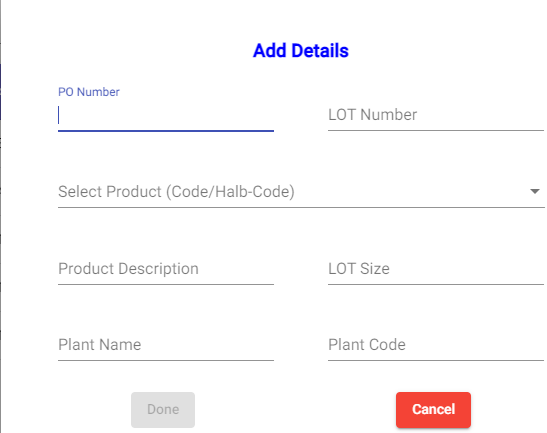 Add Details
PO Number
LOT Number
Select Product (Code/Halb-Code)
Product Description
LOT Size
Plant Name
Plant Code
Done
Cancel